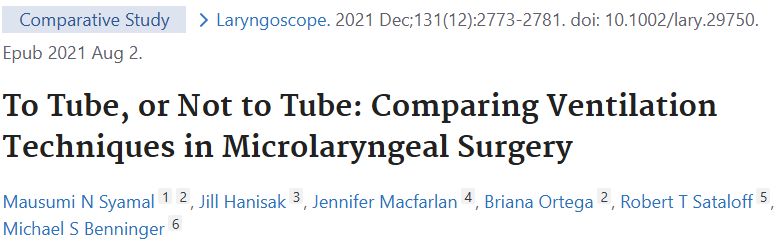 Comparative Study > Laryngoscope. 2021 Dec;131(12):2773-2781. doi: 10.1002/lary.29750.
Epub 2021 Aug 2.
To Tube, or Not to Tube: Comparing Ventilation
Techniques in Microlaryngeal Surgery
Mausumi N Syamal 1 2, Jill Hanisak 3, Jennifer Macfarlan 4, Briana Ortega 2, Robert T Sataloff 5,
Michael S Benninger 6